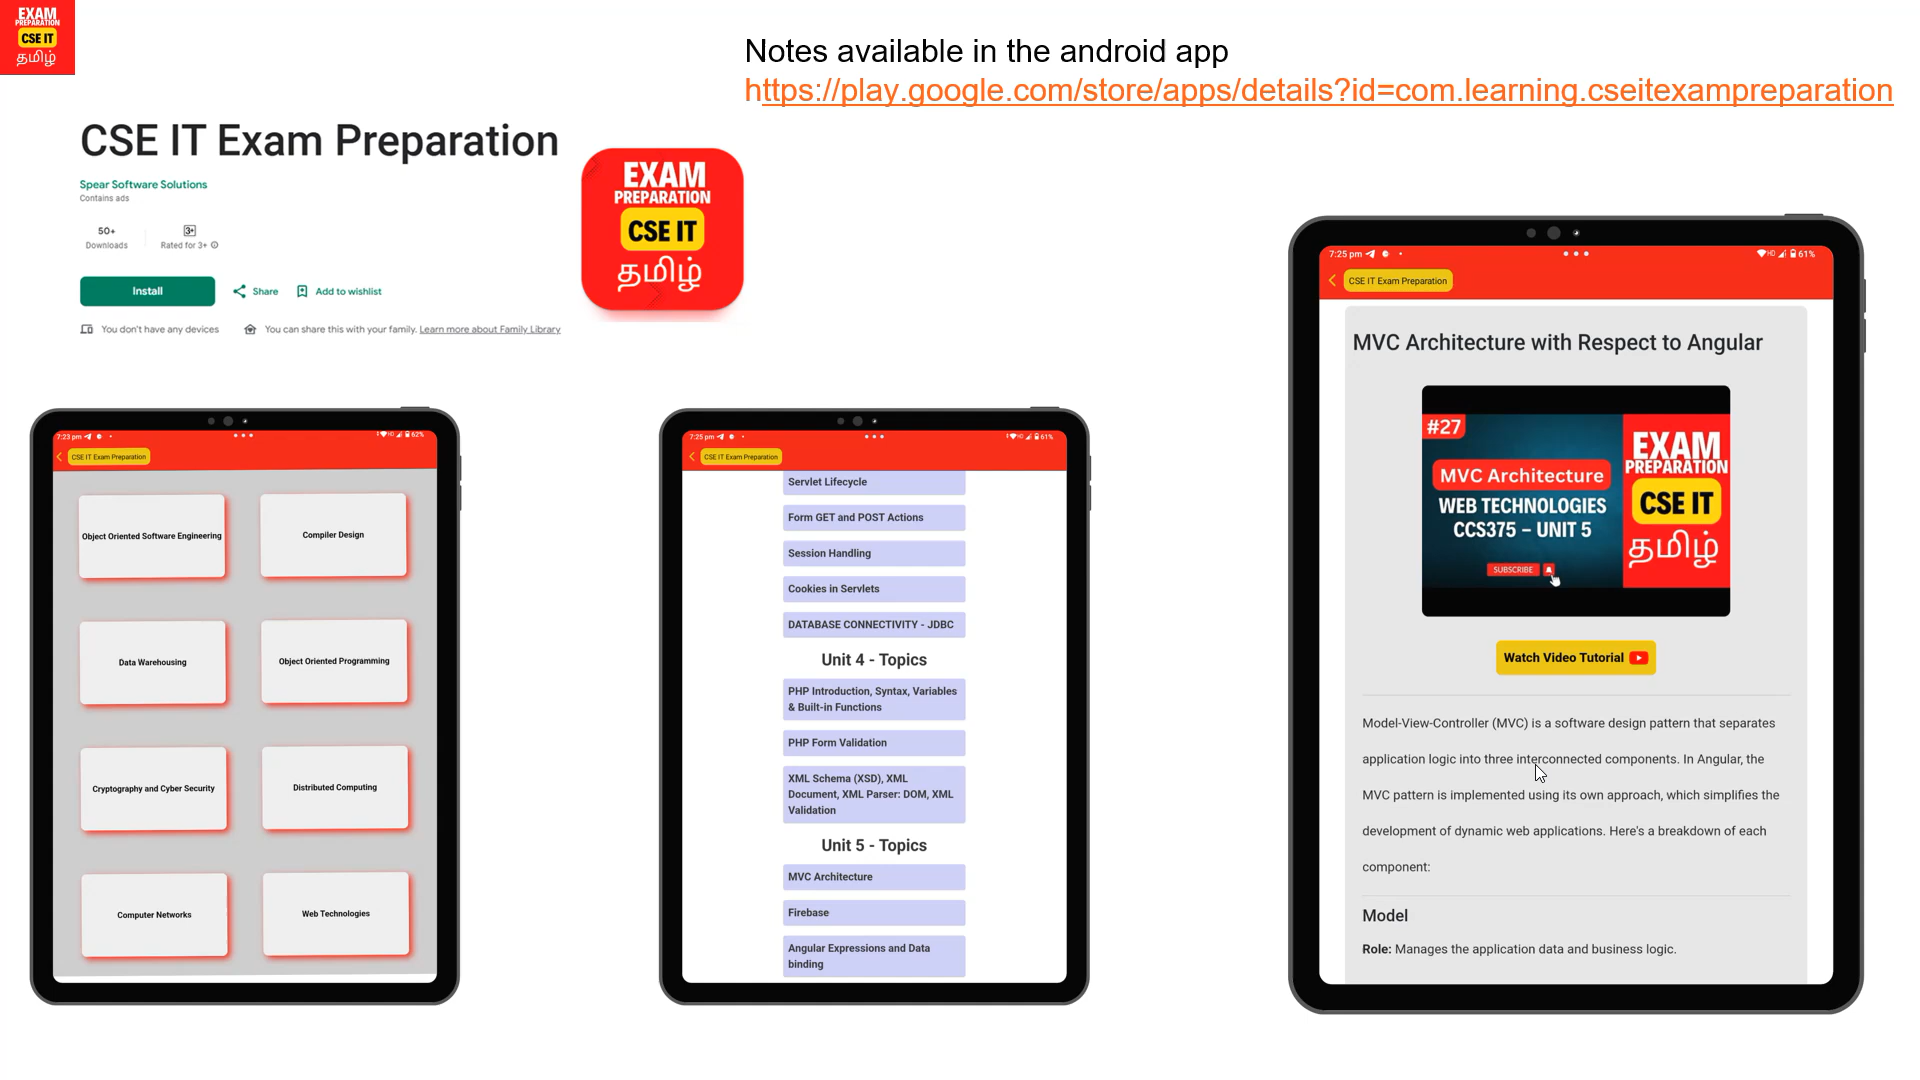 EXAM
PREPARATION
CSE IT
தமிழ்
Notes available in the android app
https://play.google.com/store/apps/details?id=com.learning.cseitexampreparation
CSE IT Exam Preparation
Spear Software Solutions
Contains ads
50+
Downloads
3+
Rated for 3+
Install
Share
Add to wishlist
You don't have any devices
You can share this with your family. Learn more about Family Library
EXAM
PREPARATION
CSE IT
தமிழ்
7:23 pm
62%
CSE IT Exam Preparation
Object Oriented Software Engineering
Compiler Design
Data Warehousing
Object Oriented Programming
Cryptography and Cyber Security
Distributed Computing
Computer Networks
Web Technologies
7:25 pm
61%
CSE IT Exam Preparation
Servlet Lifecycle
Form GET and POST Actions
Session Handling
Cookies in Servlets
DATABASE CONNECTIVITY - JDBC
Unit 4 - Topics
PHP Introduction, Syntax, Variables
& Built-in Functions
PHP Form Validation
XML Schema (XSD), XML
Document, XML Parser: DOM, XML
Validation
Unit 5 - Topics
MVC Architecture
Firebase
Angular Expressions and Data
binding
7:25 pm
HD
61%
CSE IT Exam Preparation
MVC Architecture with Respect to Angular
#27
MVC Architecture
WEB TECHNOLOGIES
CCS375 – UNIT 5
SUBSCRIBE
EXAM
PREPARATION
CSE IT
தமிழ்
Watch Video Tutorial
Model-View-Controller (MVC) is a software design pattern that separates
application logic into three interconnected components. In Angular, the
MVC pattern is implemented using its own approach, which simplifies the
development of dynamic web applications. Here's a breakdown of each
component:
Model
Role: Manages the application data and business logic.